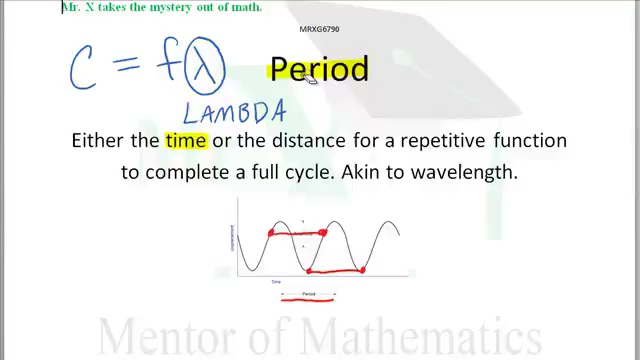 Mr. X takes the mystery out of math.
MRXG6790
C = fλ
Period
LAMBDA
Either the time or the distance for a repetitive function
to complete a full cycle. Akin to wavelength.
Displacement
Time
Period
Mentor of Mathematics